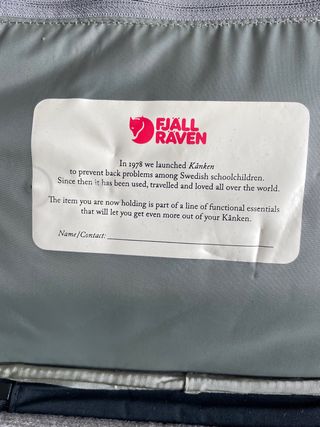 FJÄLL
RAVEN
In 1978 we launched Kånken
to prevent back problems among Swedish schoolchildren.
Since then it has been used, travelled and loved all over the world.
The item you are now holding is part of a line of functional essentials
that will let you get even more out of your Kånken.
Name/Contact: